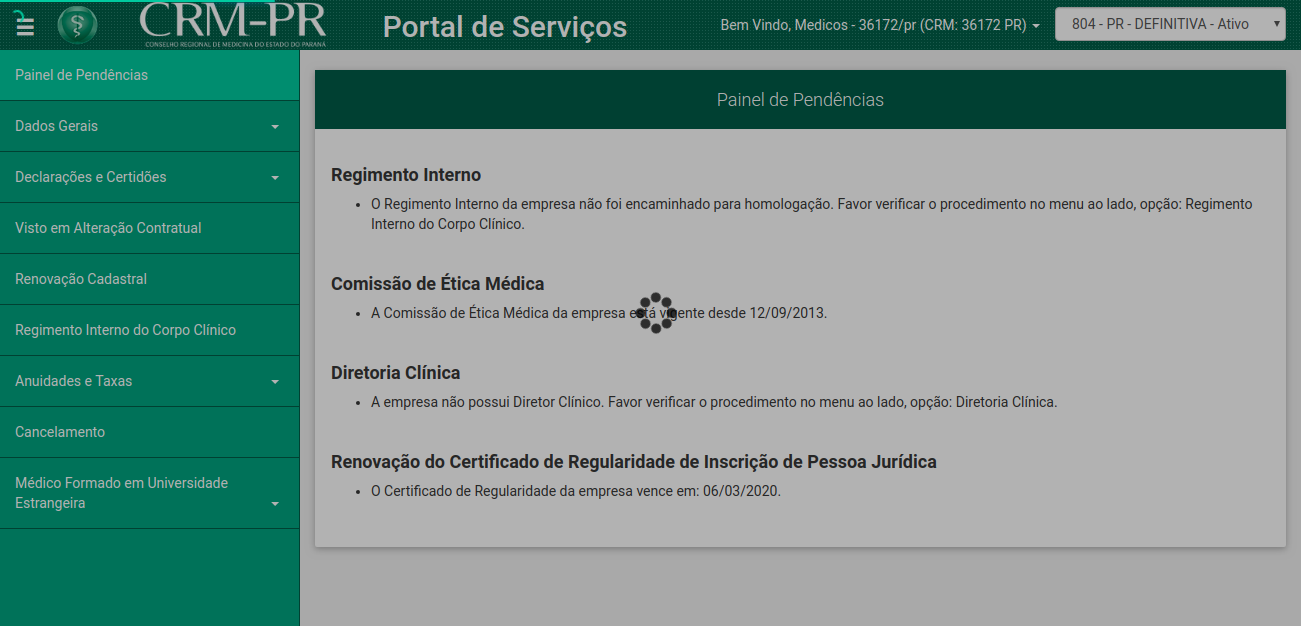 CRM-PR
CONSELHO REGIONAL DE MEDICINA DO ESTADO DO PARANÁ
Portal de Serviços
Bem Vindo, Medicos - 36172/pr (CRM: 36172 PR)
804 - PR - DEFINITIVA - Ativo
Painel de Pendências
Dados Gerais
Declarações e Certidões
Visto em Alteração Contratual
Renovação Cadastral
Regimento Interno do Corpo Clínico
Anuidades e Taxas
Cancelamento
Médico Formado em Universidade
Estrangeira
Painel de Pendências
Regimento Interno
• O Regimento Interno da empresa não foi encaminhado para homologação. Favor verificar o procedimento no menu ao lado, opção: Regimento
Interno do Corpo Clínico.
Comissão de Ética Médica
• A Comissão de Ética Médica da empresa está vigente desde 12/09/2013.
Diretoria Clínica
• A empresa não possui Diretor Clínico. Favor verificar o procedimento no menu ao lado, opção: Diretoria Clínica.
Renovação do Certificado de Regularidade de Inscrição de Pessoa Jurídica
• O Certificado de Regularidade da empresa vence em: 06/03/2020.